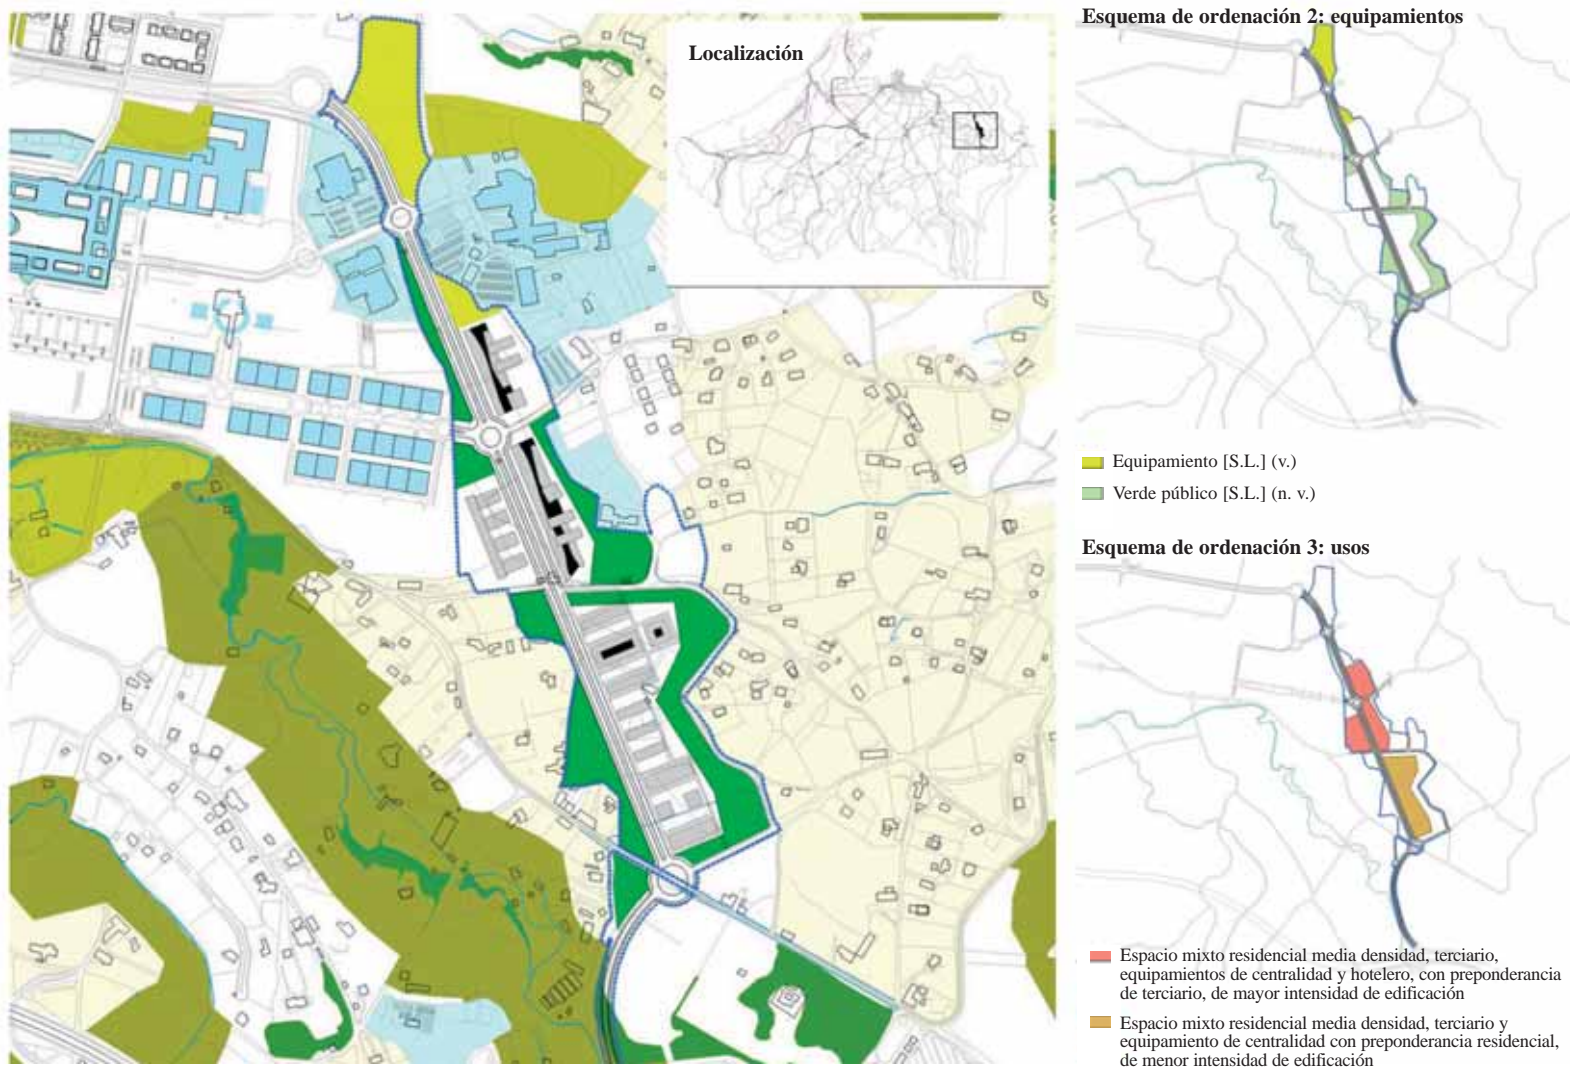 Localización
Esquema de ordenación 2: equipamientos
Equipamiento [S.L.] (v.)
Verde público [S.L.] (n. v.)
Esquema de ordenación 3: usos
Espacio mixto residencial media densidad, terciario,
equipamientos de centralidad y hotelero, con preponderancia
de terciario, de mayor intensidad de edificación
Espacio mixto residencial media densidad, terciario y
equipamiento de centralidad con preponderancia residencial,
de menor intensidad de edificación